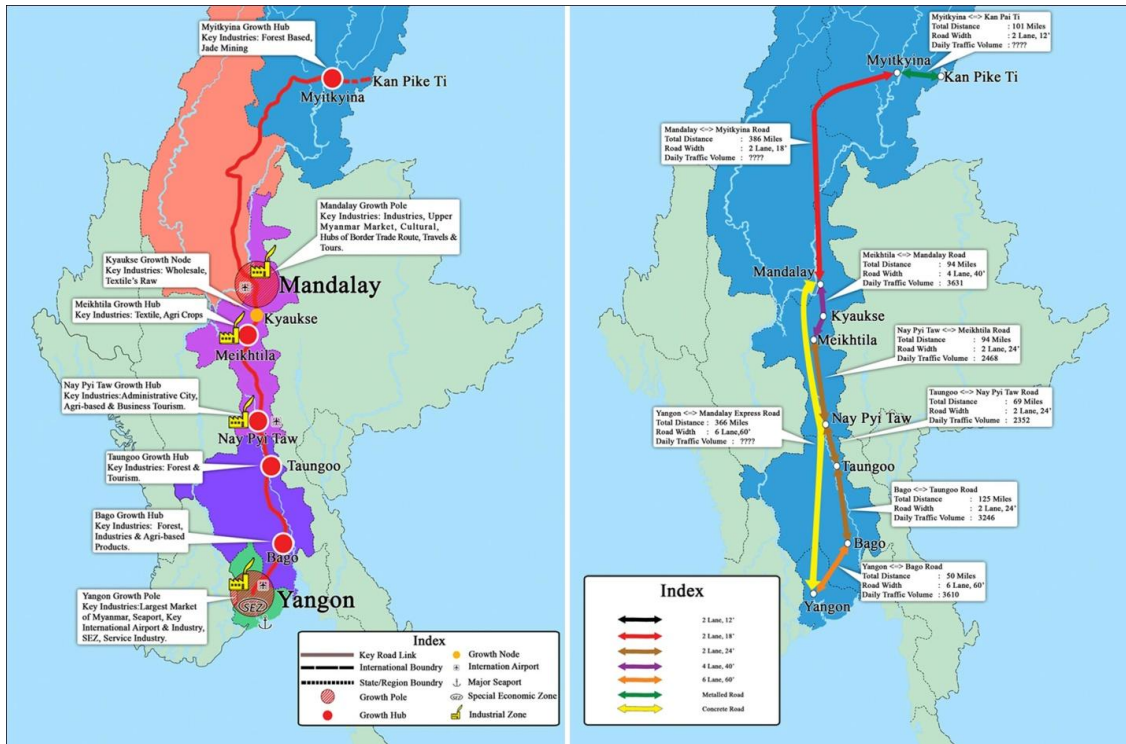 Myitkyina Growth Hub
Key Industries: Forest Based,
Jade Mining
Kan Pike Ti
Myitkyina
Mandalay Growth Pole
Key Industries: Industries, Upper
Myanmar Market, Cultural,
Hubs of Border Trade Route, Travels &
Tours.
Kyaukse Growth Node
Key Industries: Wholesale,
Textile's Raw
Mandalay
Meikhtila Growth Hub
Key Industries: Textile, Agri Crops
Kyaukse
Meikhtila
Nay Pyi Taw Growth Hub
Key Industries:Administrative City,
Agri-based & Business Tourism.
Nay Pyi Taw
Taungoo Growth Hub
Key Industries: Forest &
Tourism.
Taungoo
Bago Growth Hub
Key Industries: Forest,
Industries & Agri-based
Products.
Bago
Yangon Growth Pole
Key Industries:Largest Market
of Myanmar, Seaport, Key
International Airport & Industry,
SEZ, Service Industry.
Yangon
SEZ
Index
Key Road Link
International Boundry
State/Region Boundry
Growth Pole
Growth Hub
Growth Node
Internation Airport
Major Seaport
SEZ Special Economic Zone
Industrial Zone
Myitkyina <=> Kan Pai Ti
Total Distance : 101 Miles
Road Width : 2 Lane, 12'
Daily Traffic Volume : ????
Myitkyina
Kan Pike Ti
Mandalay <=> Myitkyina Road
Total Distance : 386 Miles
Road Width : 2 Lane, 18'
Daily Traffic Volume : ????
Meikhtila <=> Mandalay Road
Total Distance : 94 Miles
Road Width : 4 Lane, 40'
Daily Traffic Volume : 3631
Mandalay
Kyaukse
Meikhtila
Nay Pyi Taw <=> Meikhtila Road
Total Distance : 94 Miles
Road Width : 2 Lane, 24'
Daily Traffic Volume : 2468
Taungoo <=> Nay Pyi Taw Road
Total Distance : 69 Miles
Road Width : 2 Lane, 24'
Daily Traffic Volume : 2352
Yangon <=> Mandalay Express Road
Total Distance : 366 Miles
Road Width : 6 Lane,60'
Daily Traffic Volume : ????
Nay Pyi Taw
Taungoo
Bago <=> Taungoo Road
Total Distance : 125 Miles
Road Width : 2 Lane, 24'
Daily Traffic Volume : 3246
Bago
Yangon <=> Bago Road
Total Distance : 50 Miles
Road Width : 6 Lane, 60'
Daily Traffic Volume : 3610
Yangon
Index
2 Lane, 12'
2 Lane, 18'
2 Lane, 24'
4 Lane, 40'
6 Lane, 60'
Metalled Road
Concrete Road